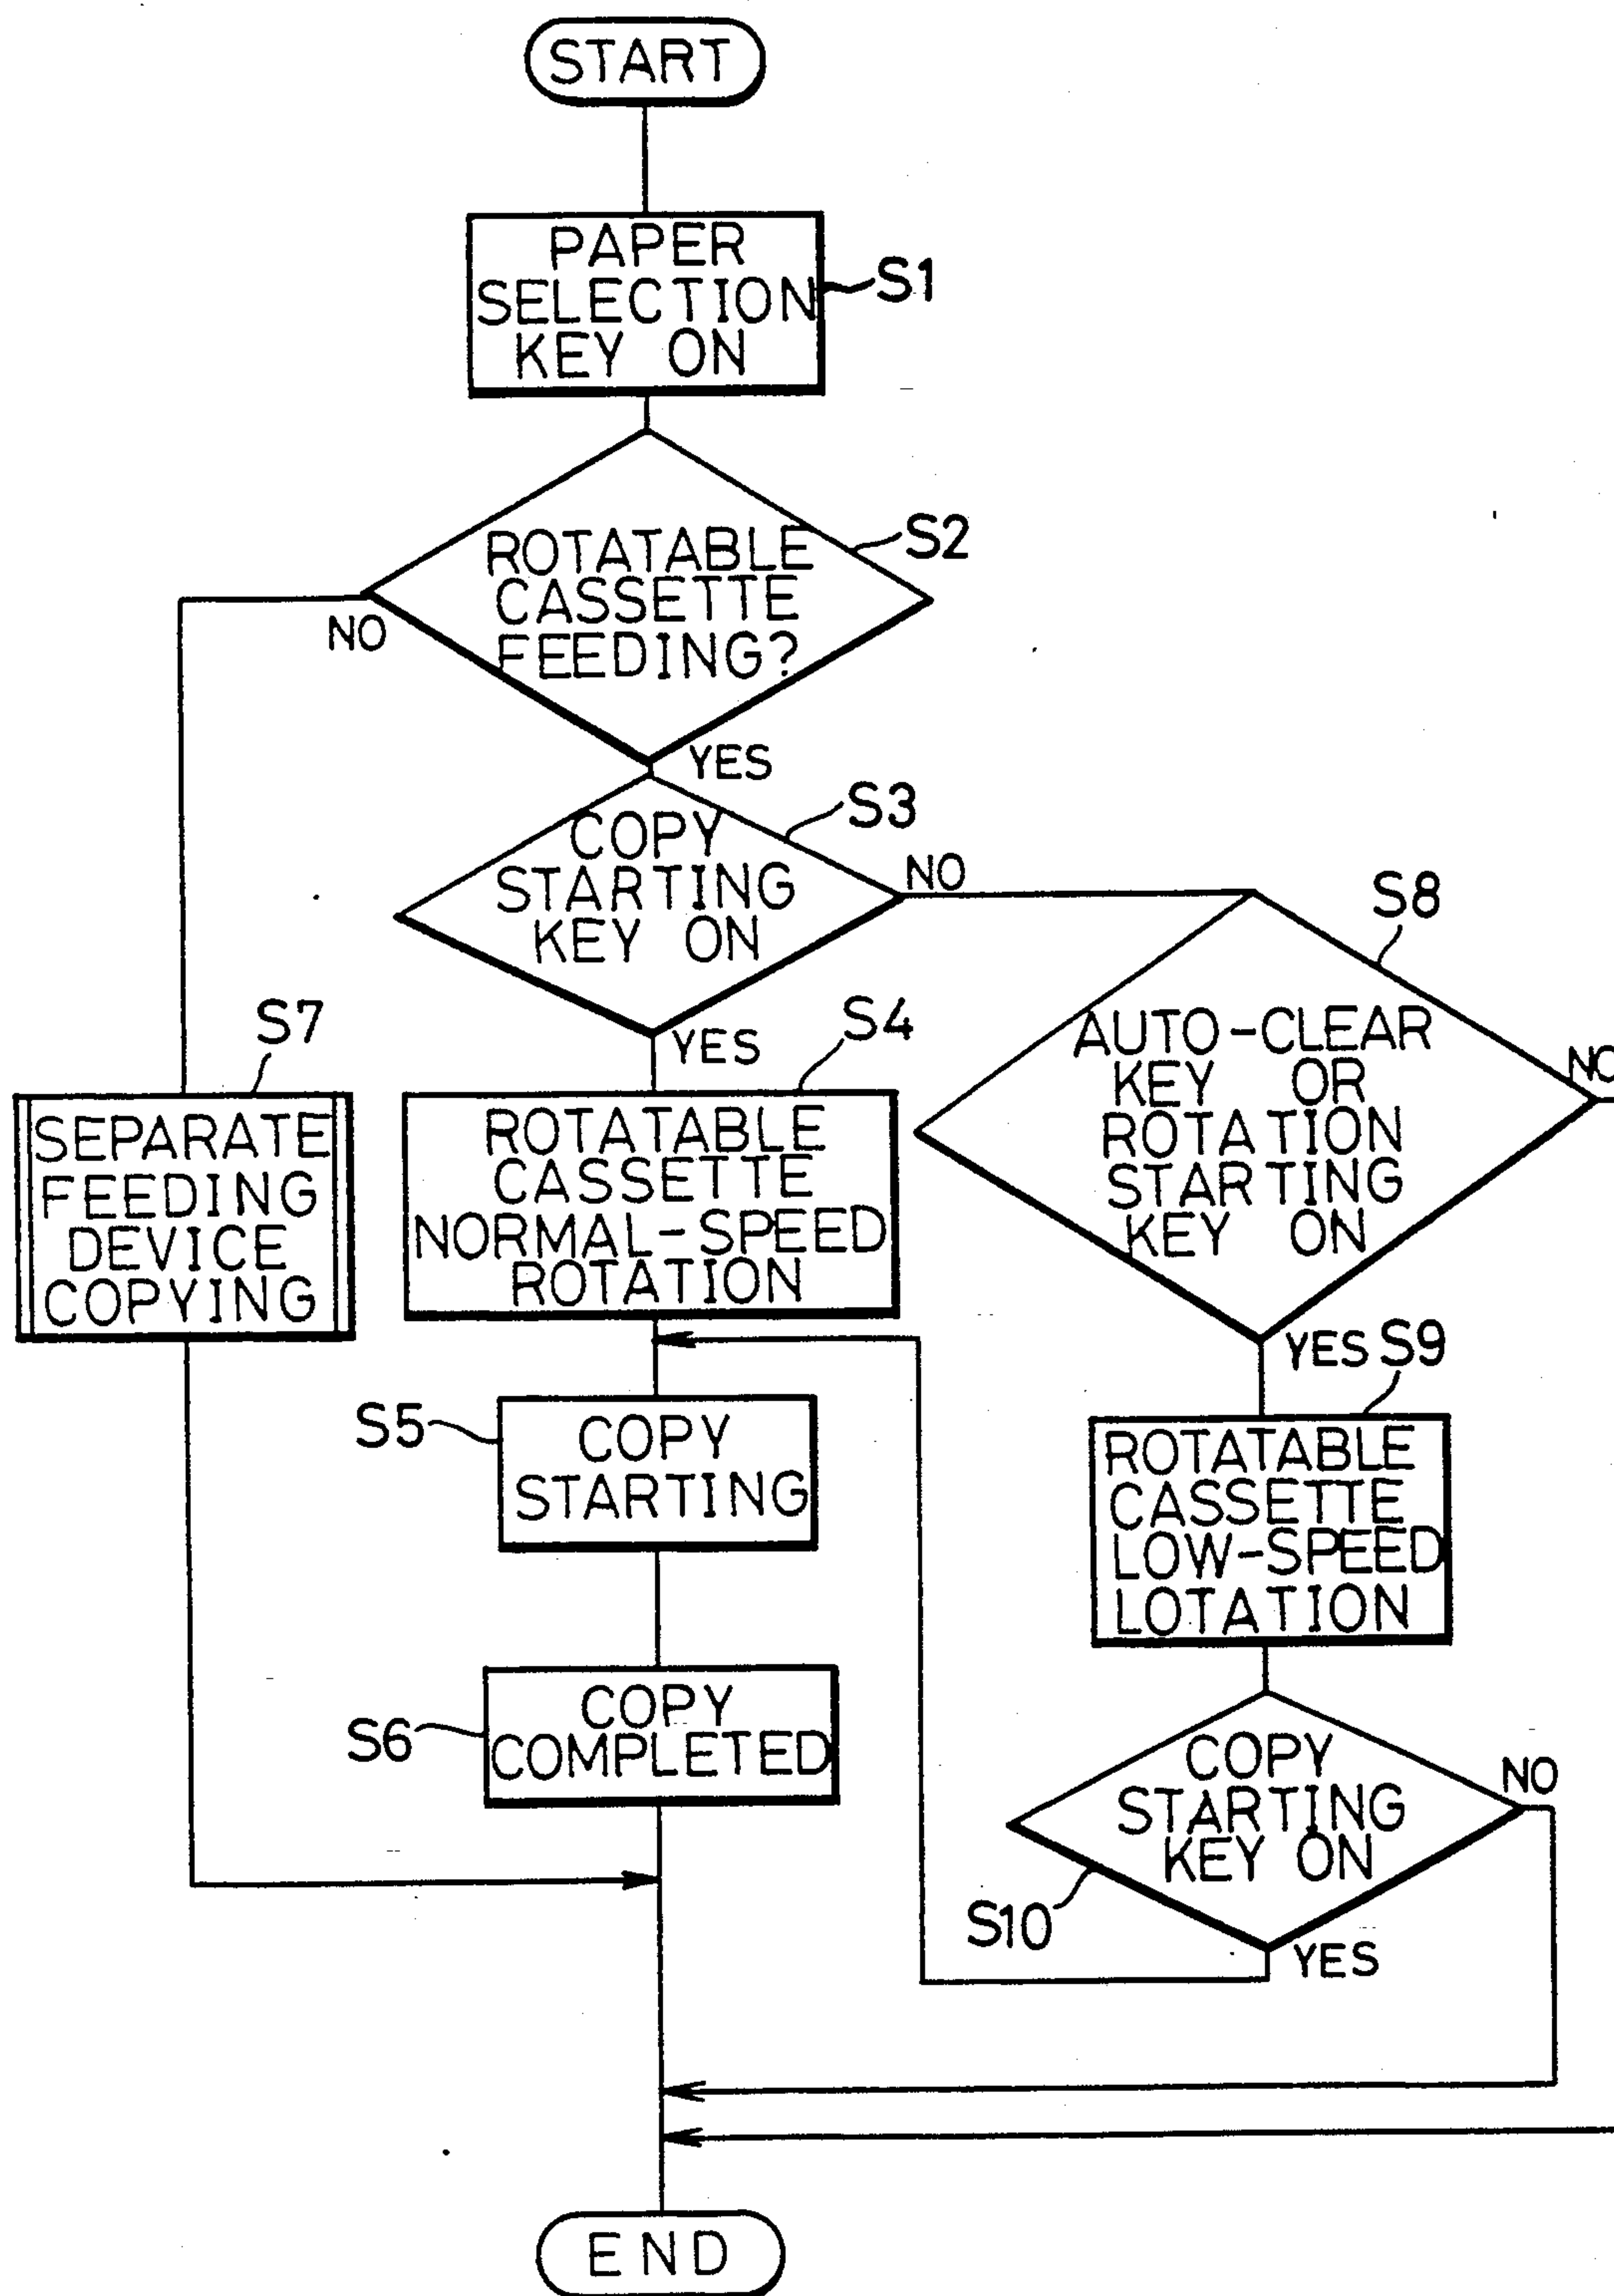 START
PAPER
SELECTION
KEY ON
S1
ROTATABLE
CASSETTE
FEEDING?
S2
NO
YES
COPY
STARTING
KEY ON
S3
NO
YES
S7
SEPARATE
FEEDING
DEVICE
COPYING
S4
ROTATABLE
CASSETTE
NORMAL-SPEED
ROTATION
S5
COPY
STARTING
S6
COPY
COMPLETED
S8
AUTO-CLEAR
KEY OR
ROTATION
STARTING
KEY ON
NO
YES
S9
ROTATABLE
CASSETTE
LOW-SPEED
LOTATION
COPY
STARTING
KEY ON
NO
S10
YES
END